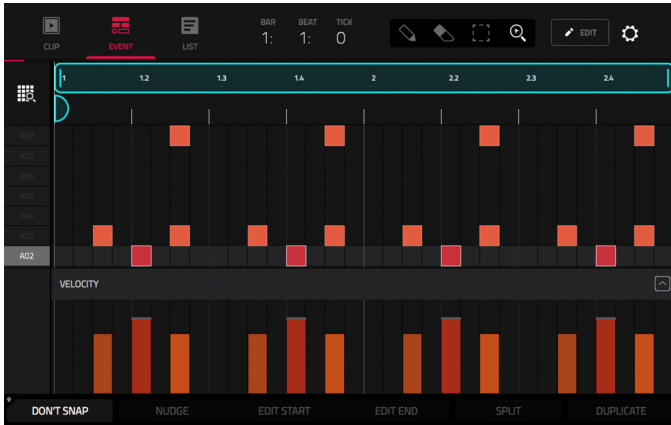 BAR BEAT TICK
1: 1: 0
EDIT
CLIP EVENT LIST
1 1.2 1.3 1.4 2 2.2 2.3 2.4
A08
A07
A06
A05
A04
A03
A02
VELOCITY
DON'T SNAP NUDGE EDIT START EDIT END SPLIT DUPLICATE